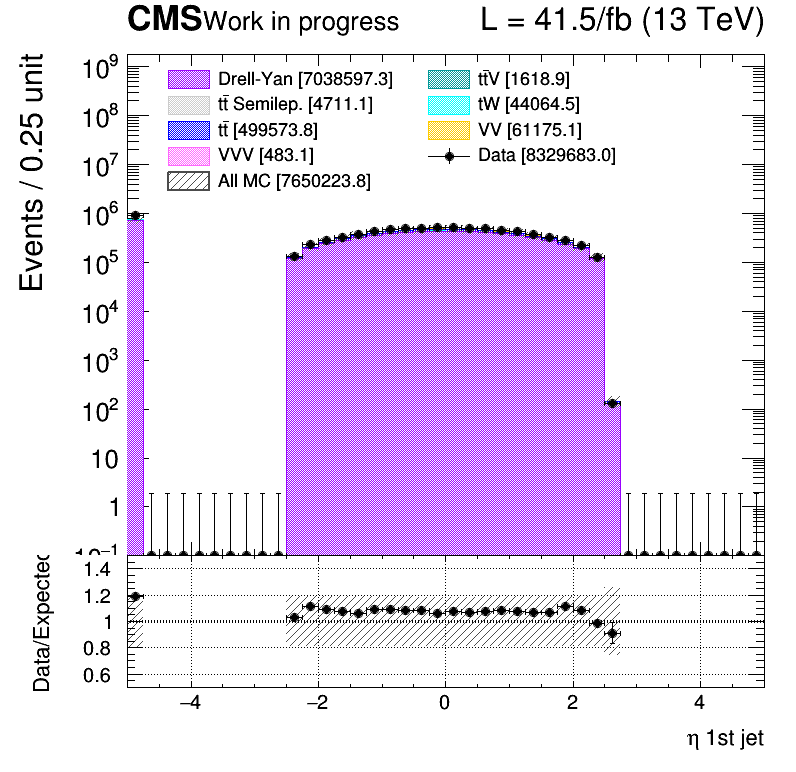 CMS Work in progress L = 41.5/fb (13 TeV)
Events / 0.25 unit
10⁹
10⁸
10⁷
10⁶
10⁵
10⁴
10³
10²
10
1
10⁻¹
Drell-Yan [7038597.3]
tt̄ Semilep. [4711.1]
tt̄ [499573.8]
VVV [483.1]
All MC [7650223.8]
tt̄V [1618.9]
tW [44064.5]
VV [61175.1]
Data [8329683.0]
Data/Expected
1.4
1.2
1
0.8
0.6
−4 −2 0 2 4
η 1st jet